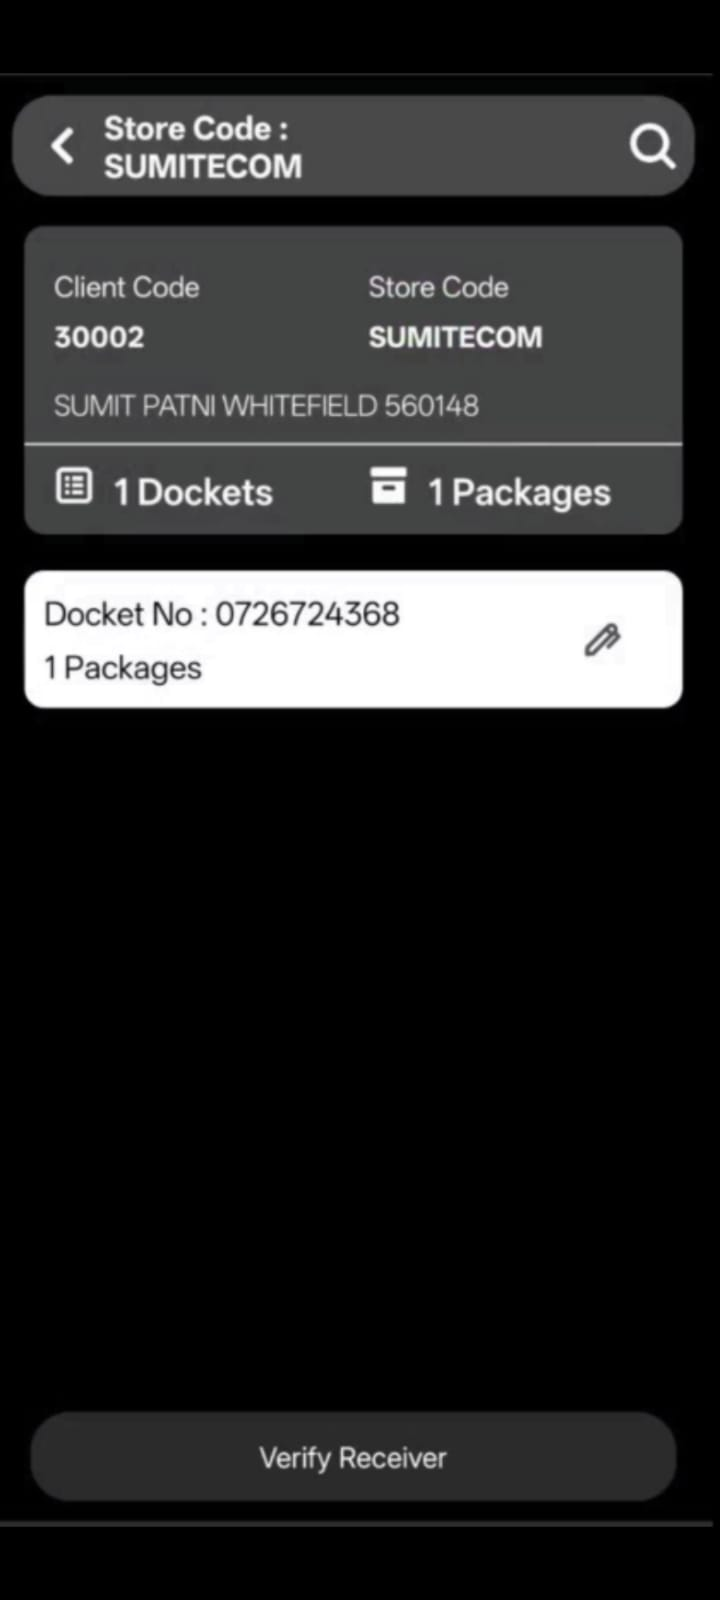 Store Code :
SUMITECOM
Client Code
Store Code
30002
SUMITECOM
SUMIT PATNI WHITEFIELD 560148
1 Dockets
1 Packages
Docket No : 0726724368
1 Packages
Verify Receiver